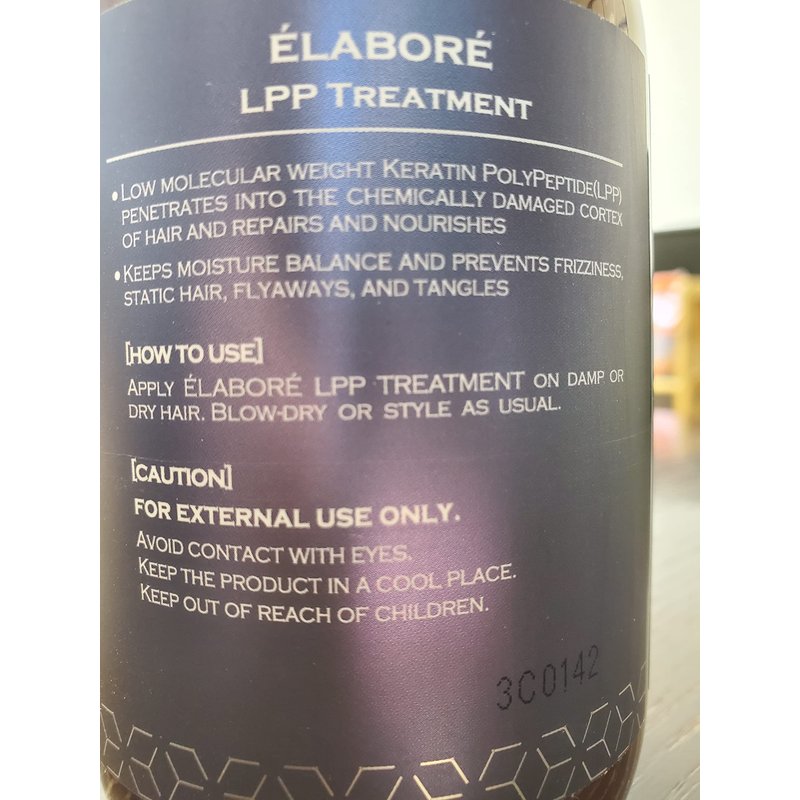 ÉLABORÉ
LPP TREATMENT
• LOW MOLECULAR WEIGHT KERATIN POLYPEPTIDE(LPP)
PENETRATES INTO THE CHEMICALLY DAMAGED CORTEX
OF HAIR AND REPAIRS AND NOURISHES
• KEEPS MOISTURE BALANCE AND PREVENTS FRIZZINESS,
STATIC HAIR, FLYAWAYS, AND TANGLES
[HOW TO USE]
APPLY ÉLABORÉ LPP TREATMENT ON DAMP OR
DRY HAIR. BLOW-DRY OR STYLE AS USUAL.
[CAUTION]
FOR EXTERNAL USE ONLY.
AVOID CONTACT WITH EYES.
KEEP THE PRODUCT IN A COOL PLACE.
KEEP OUT OF REACH OF CHILDREN.
3C0142